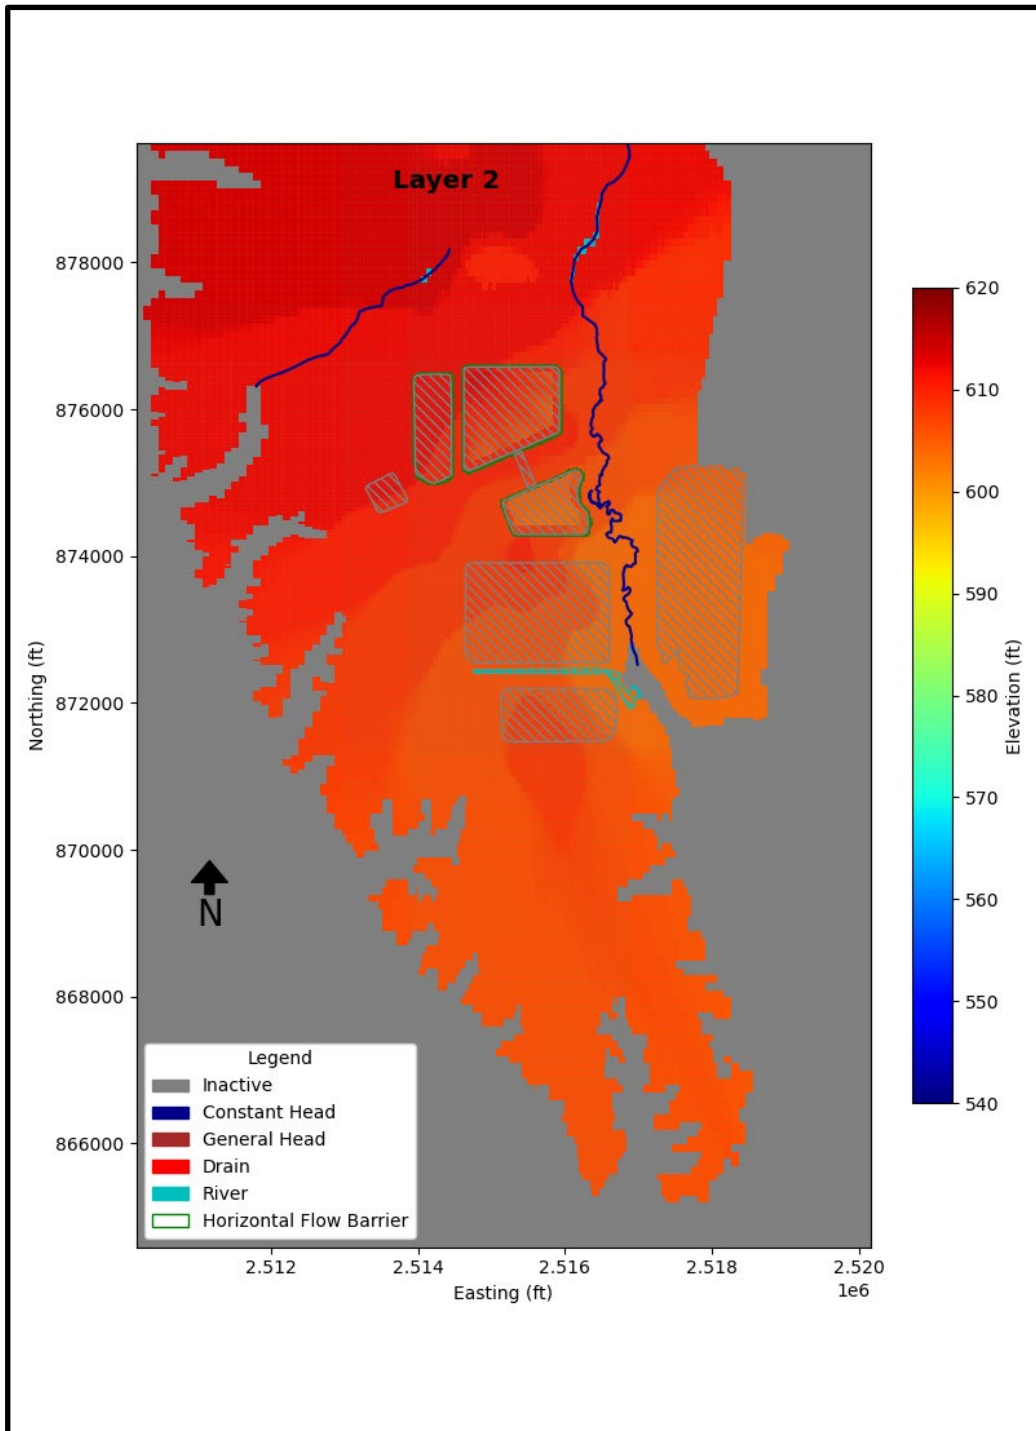 Layer 2
878000
876000
874000
872000
870000
868000
866000
Northing (ft)
N
Legend
Inactive
Constant Head
General Head
Drain
River
Horizontal Flow Barrier
2.512 2.514 2.516 2.518 2.520
1e6
Easting (ft)
620
610
600
590
580
570
560
550
540
Elevation (ft)